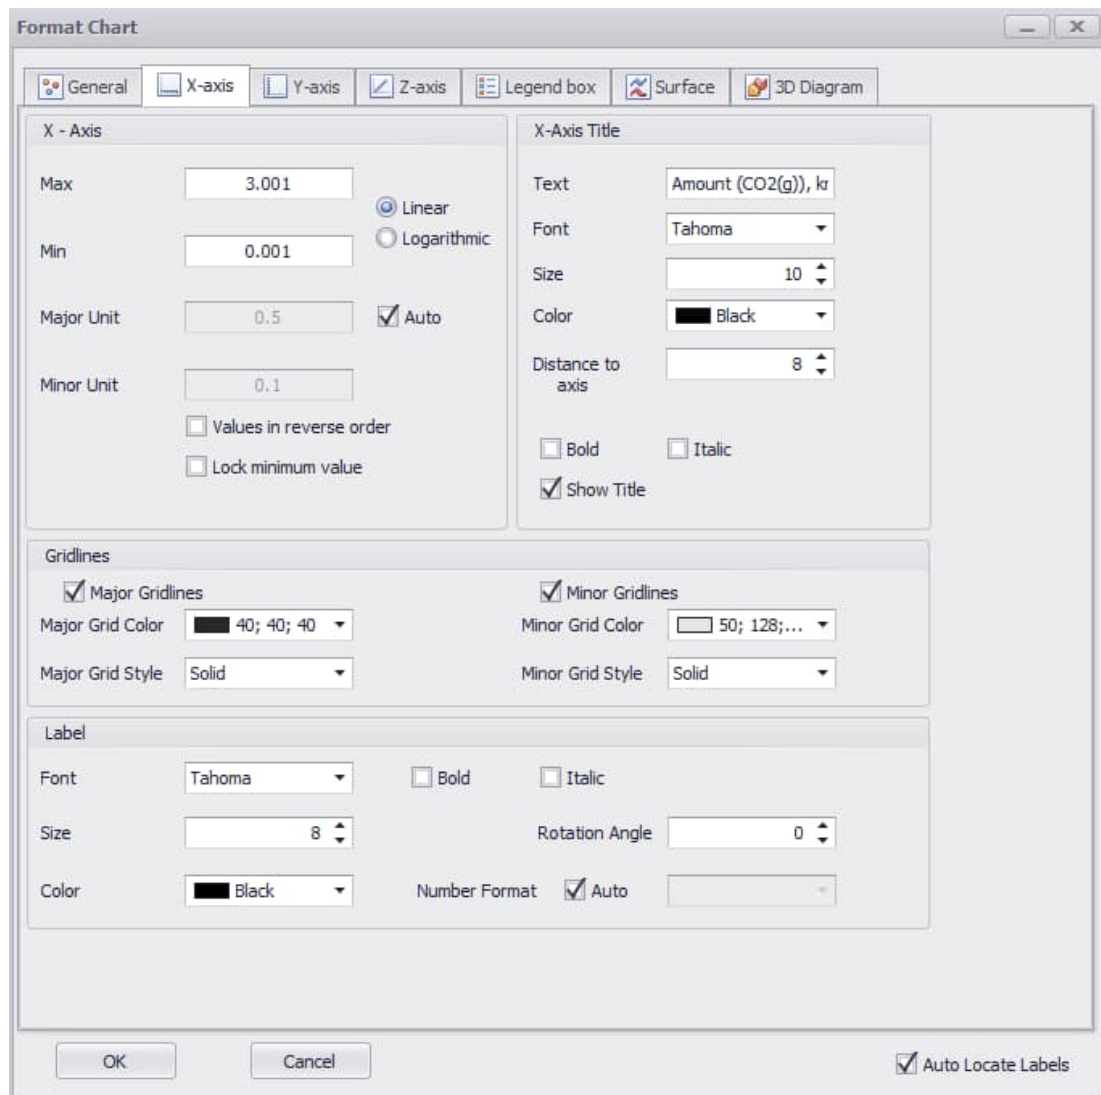 Format Chart
General X-axis Y-axis Z-axis Legend box Surface 3D Diagram
X - Axis
Max 3.001
Linear
Logarithmic
Min 0.001
Major Unit 0.5 Auto
Minor Unit 0.1
Values in reverse order
Lock minimum value
X-Axis Title
Text Amount (CO2(g)), kr
Font Tahoma
Size 10
Color Black
Distance to
axis 8
Bold Italic
Show Title
Gridlines
Major Gridlines Minor Gridlines
Major Grid Color 40; 40; 40 Minor Grid Color 50; 128;...
Major Grid Style Solid Minor Grid Style Solid
Label
Font Tahoma Bold Italic
Size 8 Rotation Angle 0
Color Black Number Format Auto
OK Cancel Auto Locate Labels